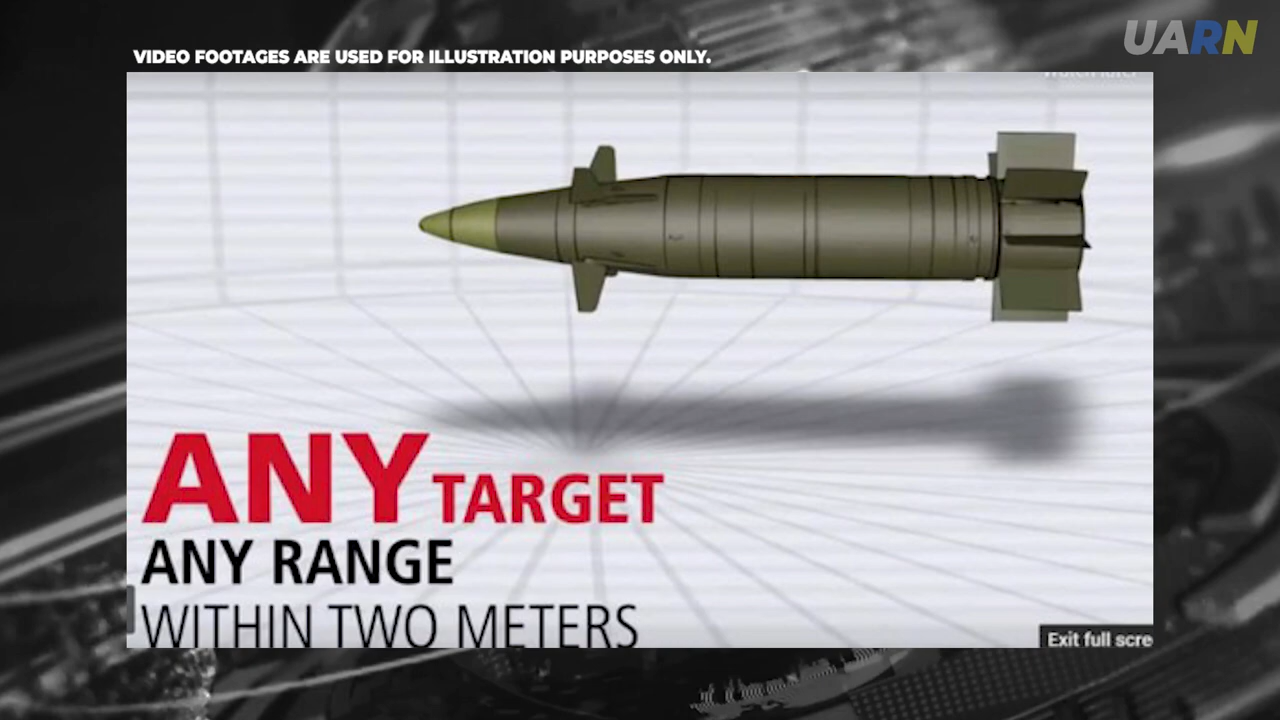 UARN
VIDEO FOOTAGES ARE USED FOR ILLUSTRATION PURPOSES ONLY.
ANY TARGET
ANY RANGE
WITHIN TWO METERS
Exit full scre